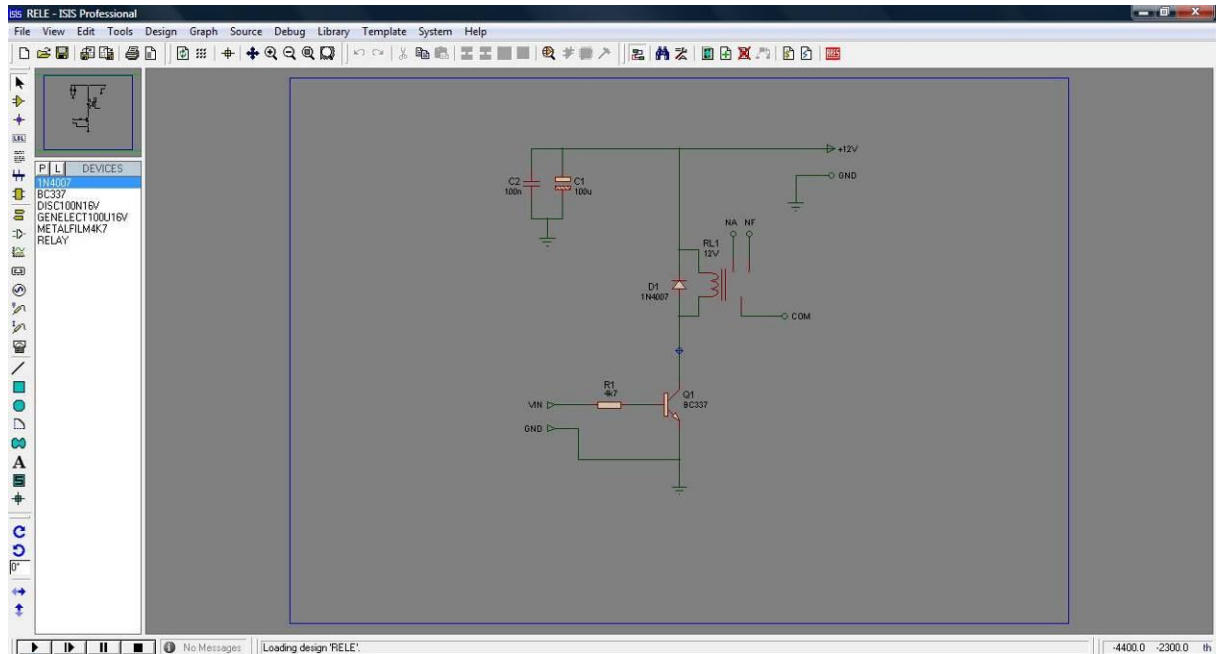 isis RELE - ISIS Professional
File View Edit Tools Design Graph Source Debug Library Template System Help
LBL
P L DEVICES
1N4007
BC337
DISC100N16V
GENELECT100U16V
METALFILM4K7
RELAY
A
S
0°
+12V
GND
C2
100n
C1
100u
NA NF
RL1
12V
D1
1N4007
COM
R1
4k7
Q1
BC337
VIN
GND
No Messages Loading design 'RELE'. -4400.0 -2300.0 th